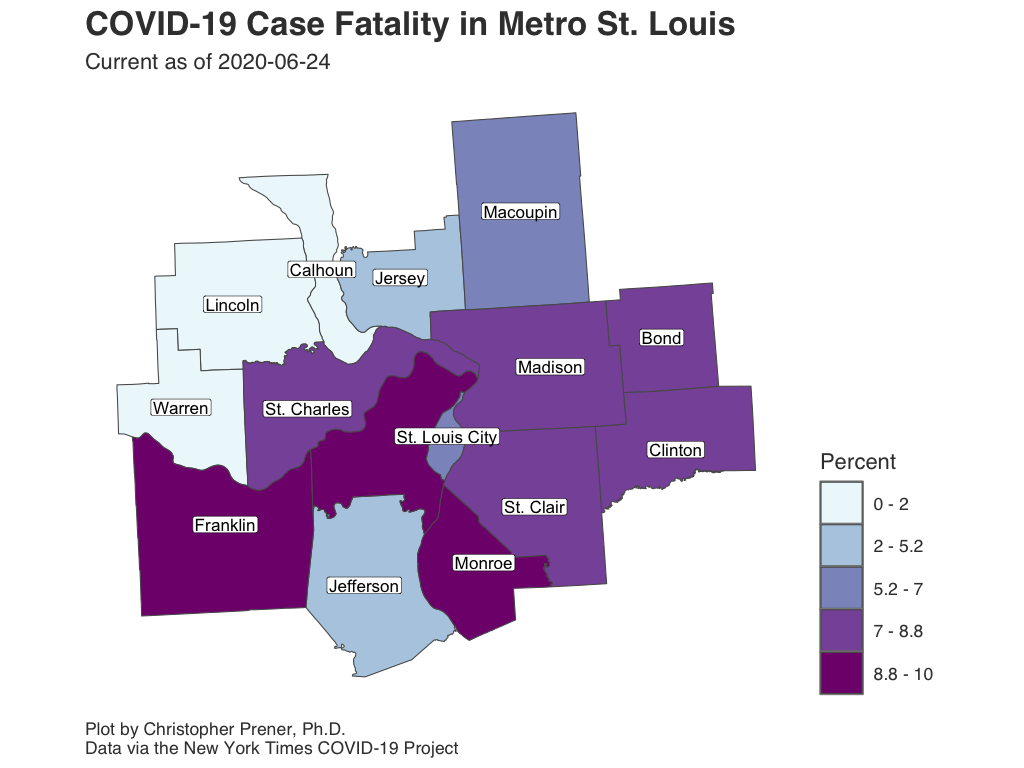 COVID-19 Case Fatality in Metro St. Louis
Current as of 2020-06-24
Macoupin
Calhoun
Jersey
Lincoln
Bond
Madison
Warren
St. Charles
St. Louis City
Clinton
St. Clair
Franklin
Monroe
Jefferson
Percent
0 - 2
2 - 5.2
5.2 - 7
7 - 8.8
8.8 - 10
Plot by Christopher Prener, Ph.D.
Data via the New York Times COVID-19 Project